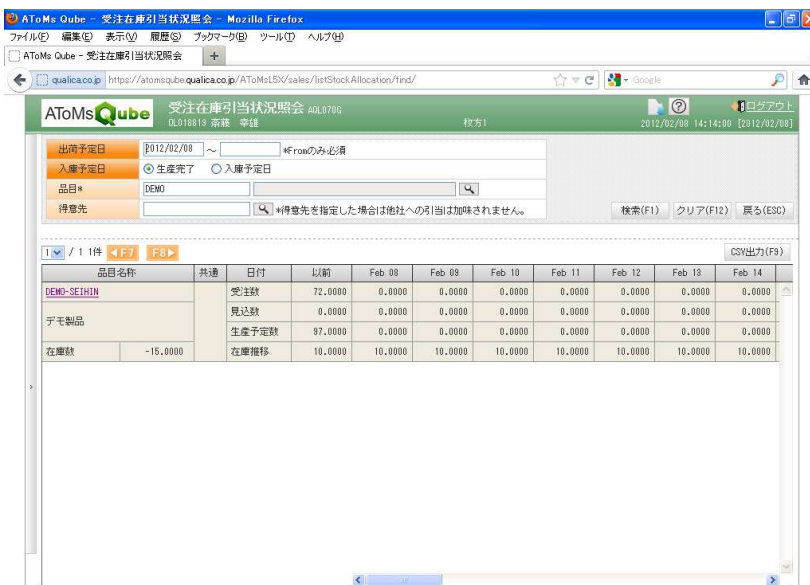 AToMs Qube - 受注在庫引当状況照会 - Mozilla Firefox
ファイル(F) 編集(E) 表示(V) 履歴(S) ブックマーク(B) ツール(T) ヘルプ(H)
AToMs Qube - 受注在庫引当状況照会 +
qualica.co.jp https://atomsqube.qualica.co.jp/AToMsL5X/sales/listStockAllocation/find/ Google
AToMs Qube 受注在庫引当状況照会 AQL070G ? ログアウト
QL018819 斎藤 幸雄 枚方1 2012/02/08 14:14:00 [2012/02/08]
出荷予定日 2012/02/08 ～ *Fromのみ必須
入庫予定日 生産完了 入庫予定日
品目* DEMO
得意先 *得意先を指定した場合は他社への引当は加味されません。 検索(F1) クリア(F12) 戻る(ESC)
1 / 1 1件 F7 F8 CSV出力(F9)
品目名称 共通 日付 以前 Feb 08 Feb 09 Feb 10 Feb 11 Feb 12 Feb 13 Feb 14
DEMO-SEIHIN 受注数 72.0000 0.0000 0.0000 0.0000 0.0000 0.0000 0.0000 0.0000
デモ製品 見込数 0.0000 0.0000 0.0000 0.0000 0.0000 0.0000 0.0000 0.0000
生産予定数 97.0000 0.0000 0.0000 0.0000 0.0000 0.0000 0.0000 0.0000
在庫数 -15.0000 在庫推移 10.0000 10.0000 10.0000 10.0000 10.0000 10.0000 10.0000 10.0000